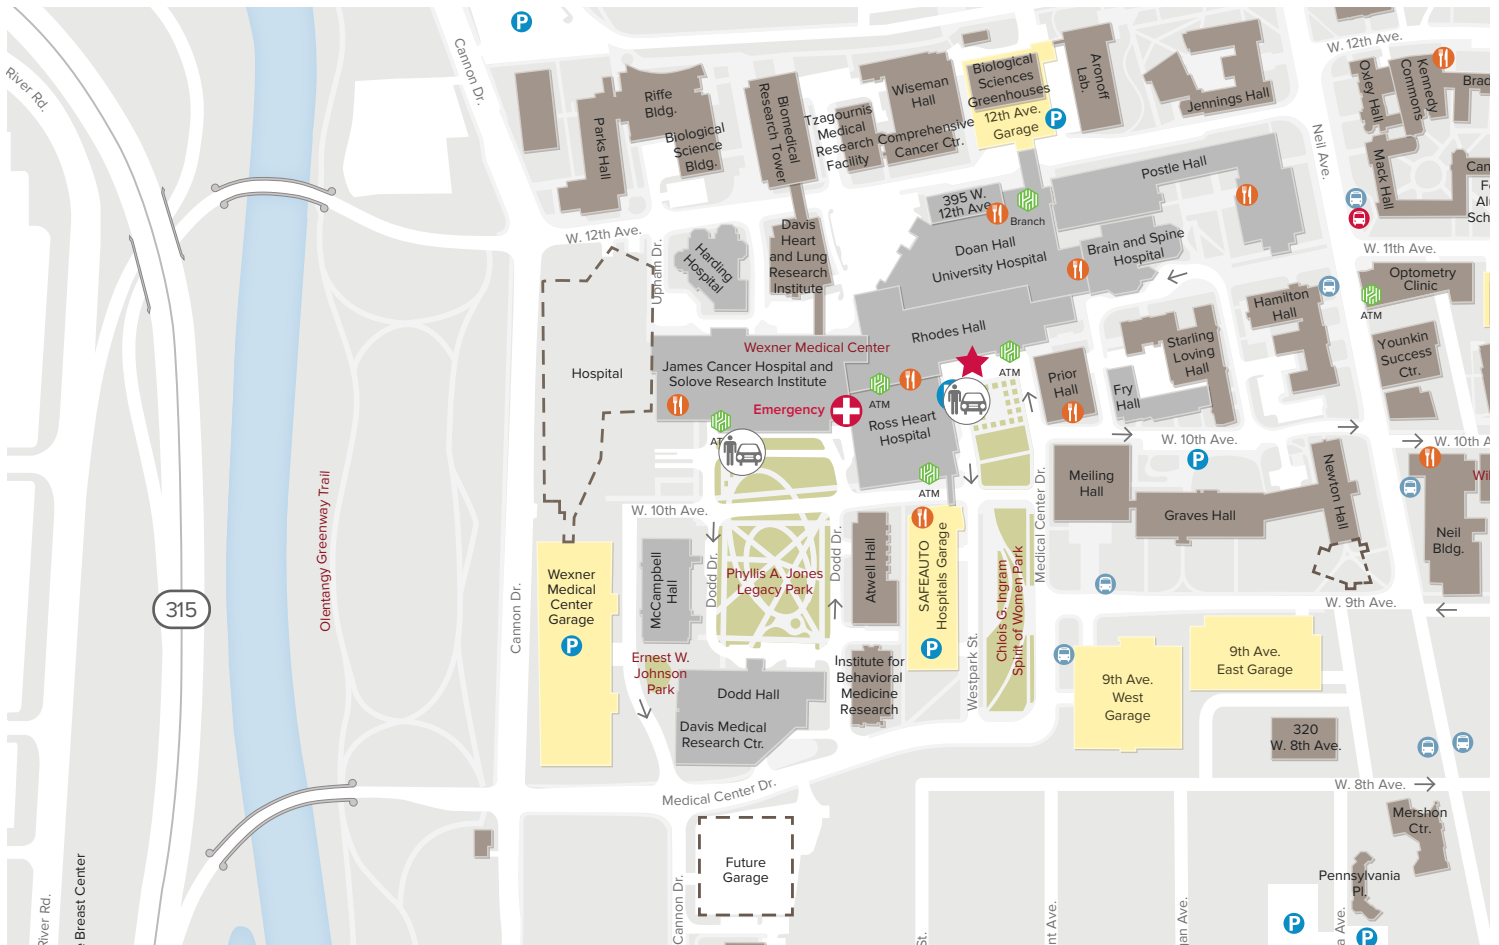 River Rd.
Cannon Dr.
P
Riffe
Bldg.
Parks Hall
Biological
Science
Bldg.
Biomedical
Research Tower
Tzagournis
Medical
Research
Facility
Wiseman
Hall
Comprehensive
Cancer Ctr.
Biological
Sciences
Greenhouses
12th Ave.
Garage
P
Aronoff
Lab.
Jennings Hall
W. 12th Ave.
Oxley Hall
Kennedy
Commons
Brad
Mack Hall
Neil Ave.
Postle Hall
395 W.
12th Ave.
Branch
W. 12th Ave.
Upham Dr.
Harding
Hospital
Davis
Heart
and Lung
Research
Institute
Doan Hall
University Hospital
Brain and Spine
Hospital
W. 11th Ave.
Optometry
Clinic
ATM
Hamilton
Hall
Younkin
Success
Ctr.
Starling
Loving
Hall
Rhodes Hall
Wexner Medical Center
James Cancer Hospital and
Solove Research Institute
Hospital
Emergency
ATM
ATM
Prior
Hall
Fry
Hall
Ross Heart
Hospital
ATM
W. 10th Ave.
P
W. 10th A
Meiling
Hall
Graves Hall
Newton Hall
Neil
Bldg.
Wil
W. 10th Ave.
Olentangy Greenway Trail
315
Cannon Dr.
Wexner
Medical
Center
Garage
P
McCampbell
Hall
Dodd Dr.
Phyllis A. Jones
Legacy Park
Dodd Dr.
Atwell Hall
SAFEAUTO
Hospitals Garage
P
Chlois G. Ingram
Spirit of Women Park
Medical Center Dr.
Westpark St.
W. 9th Ave.
Ernest W.
Johnson
Park
Dodd Hall
Davis Medical
Research Ctr.
Institute for
Behavioral
Medicine
Research
9th Ave.
West
Garage
9th Ave.
East Garage
320
W. 8th Ave.
W. 8th Ave.
Medical Center Dr.
Mershon
Ctr.
Pennsylvania
Pl.
Future
Garage
Cannon Dr.
River Rd.
Breast Center
St.
nt Ave.
gan Ave.
a Ave.
P
P